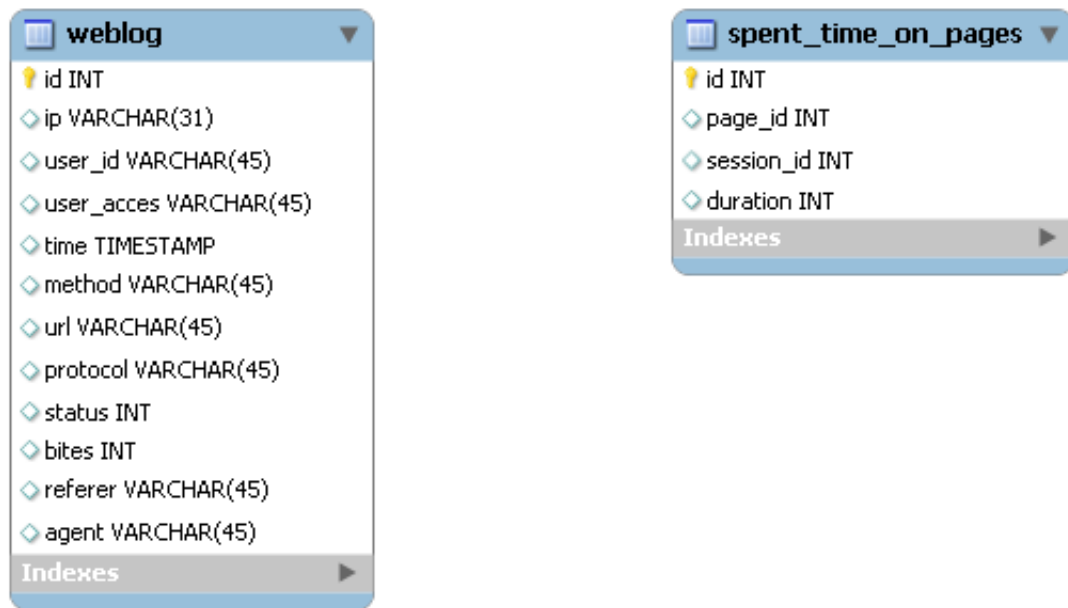 weblog
id INT
ip VARCHAR(31)
user_id VARCHAR(45)
user_acces VARCHAR(45)
time TIMESTAMP
method VARCHAR(45)
url VARCHAR(45)
protocol VARCHAR(45)
status INT
bites INT
referer VARCHAR(45)
agent VARCHAR(45)
Indexes
spent_time_on_pages
id INT
page_id INT
session_id INT
duration INT
Indexes